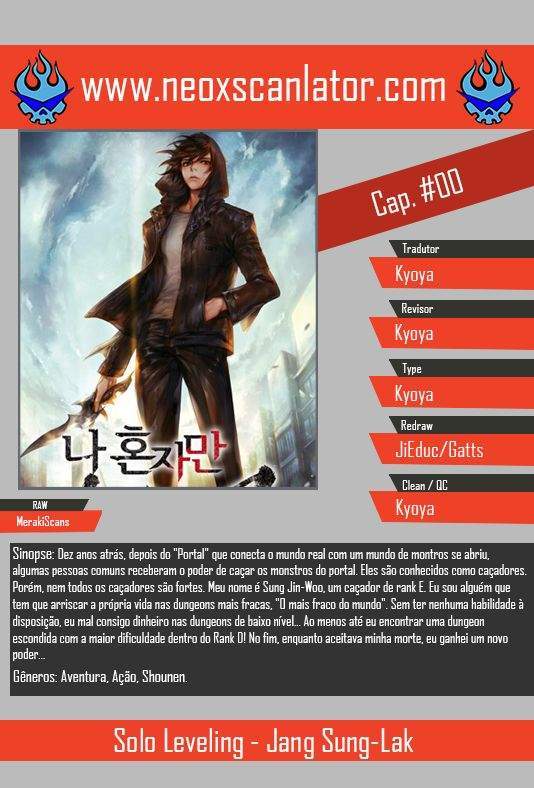 www.neoxscanlator.com
Cap. #00
Tradutor
Kyoya
Revisor
Kyoya
Type
Kyoya
Redraw
JiEduc/Gatts
Clean / QC
Kyoya
나 혼자만
RAW
MerakiScans
Sinopse: Dez anos atrás, depois do "Portal" que conecta o mundo real com um mundo de montros se abriu,
algumas pessoas comuns receberam o poder de caçar os monstros do portal. Eles são conhecidos como caçadores.
Porém, nem todos os caçadores são fortes. Meu nome é Sung Jin-Woo, um caçador de rank E. Eu sou alguém que
tem que arriscar a própria vida nas dungeons mais fracas, "O mais fraco do mundo". Sem ter nenhuma habilidade à
disposição, eu mal consigo dinheiro nas dungeons de baixo nível... Ao menos até eu encontrar uma dungeon
escondida com a maior dificuldade dentro do Rank D! No fim, enquanto aceitava minha morte, eu ganhei um novo
poder...
Gêneros: Aventura, Ação, Shounen.
Solo Leveling - Jang Sung-Lak